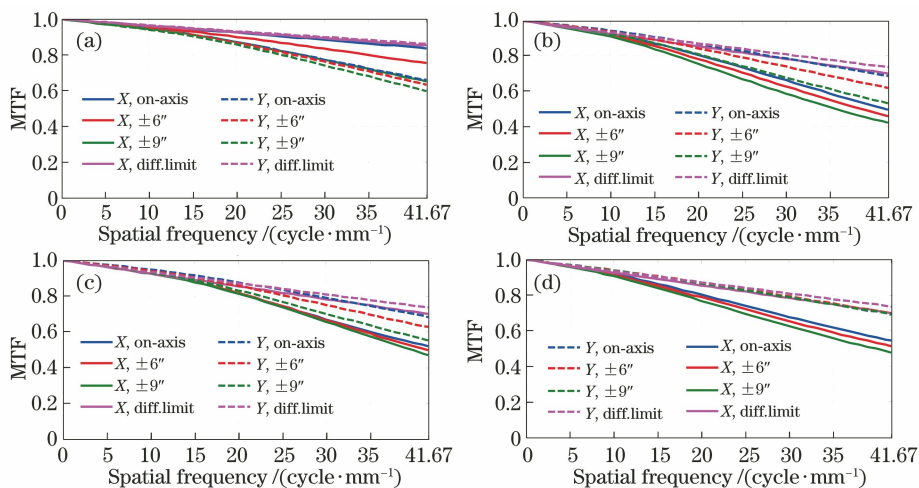 1.0
(a)
0.8
0.6
0.4
0.2
0
MTF
X, on-axis
Y, on-axis
X, ±6″
Y, ±6″
X, ±9″
Y, ±9″
X, diff.limit
Y, diff.limit
0 5 10 15 20 25 30 35 41.67
Spatial frequency /(cycle·mm⁻¹)
1.0
(b)
0.8
0.6
0.4
0.2
0
MTF
X, on-axis
Y, on-axis
X, ±6″
Y, ±6″
X, ±9″
Y, ±9″
X, diff.limit
Y, diff.limit
0 5 10 15 20 25 30 35 41.67
Spatial frequency /(cycle·mm⁻¹)
1.0
(c)
0.8
0.6
0.4
0.2
0
MTF
X, on-axis
Y, on-axis
X, ±6″
Y, ±6″
X, ±9″
Y, ±9″
X, diff.limit
Y, diff.limit
0 5 10 15 20 25 30 35 41.67
Spatial frequency /(cycle·mm⁻¹)
1.0
(d)
0.8
0.6
0.4
0.2
0
MTF
Y, on-axis
X, on-axis
Y, ±6″
X, ±6″
Y, ±9″
X, ±9″
Y, diff.limit
X, diff.limit
0 5 10 15 20 25 30 35 41.67
Spatial frequency /(cycle·mm⁻¹)